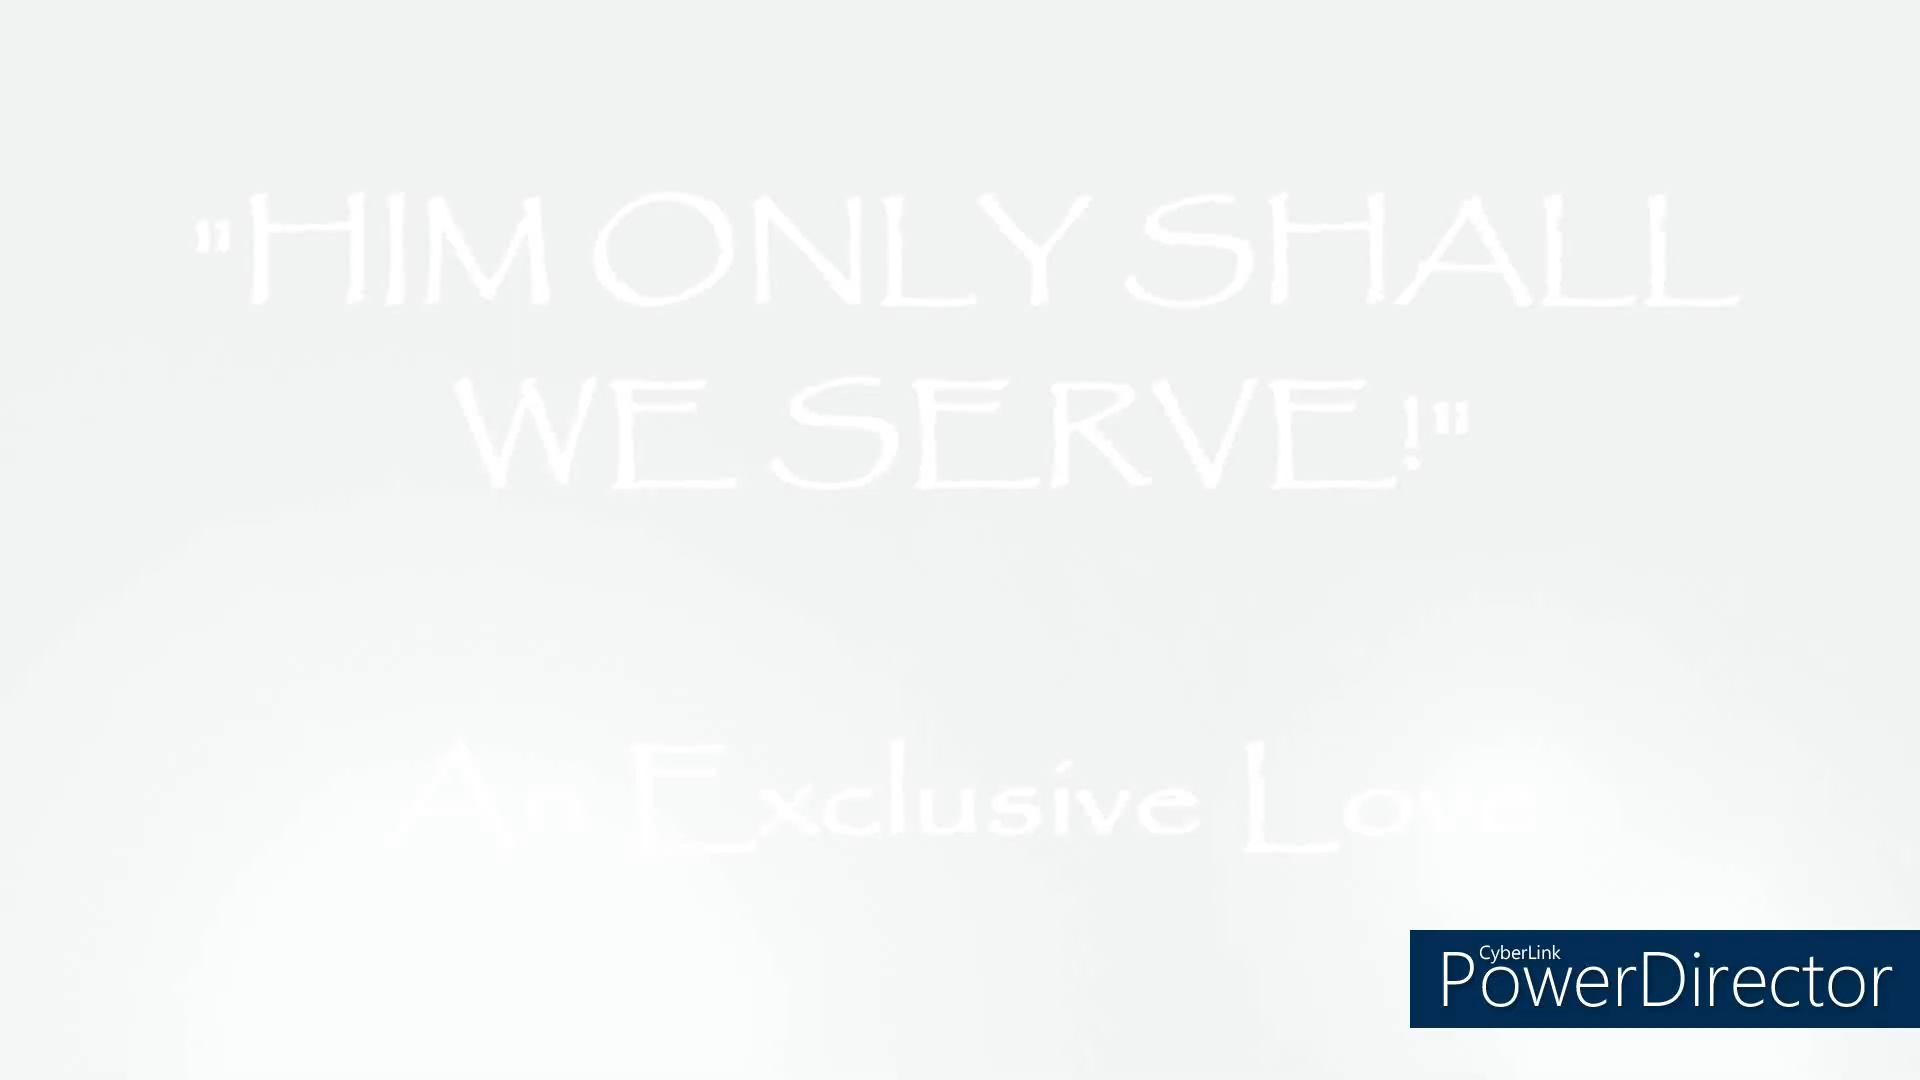 "HIM ONLY SHALL
WE SERVE!"
An Exclusive Love
CyberLink
PowerDirector